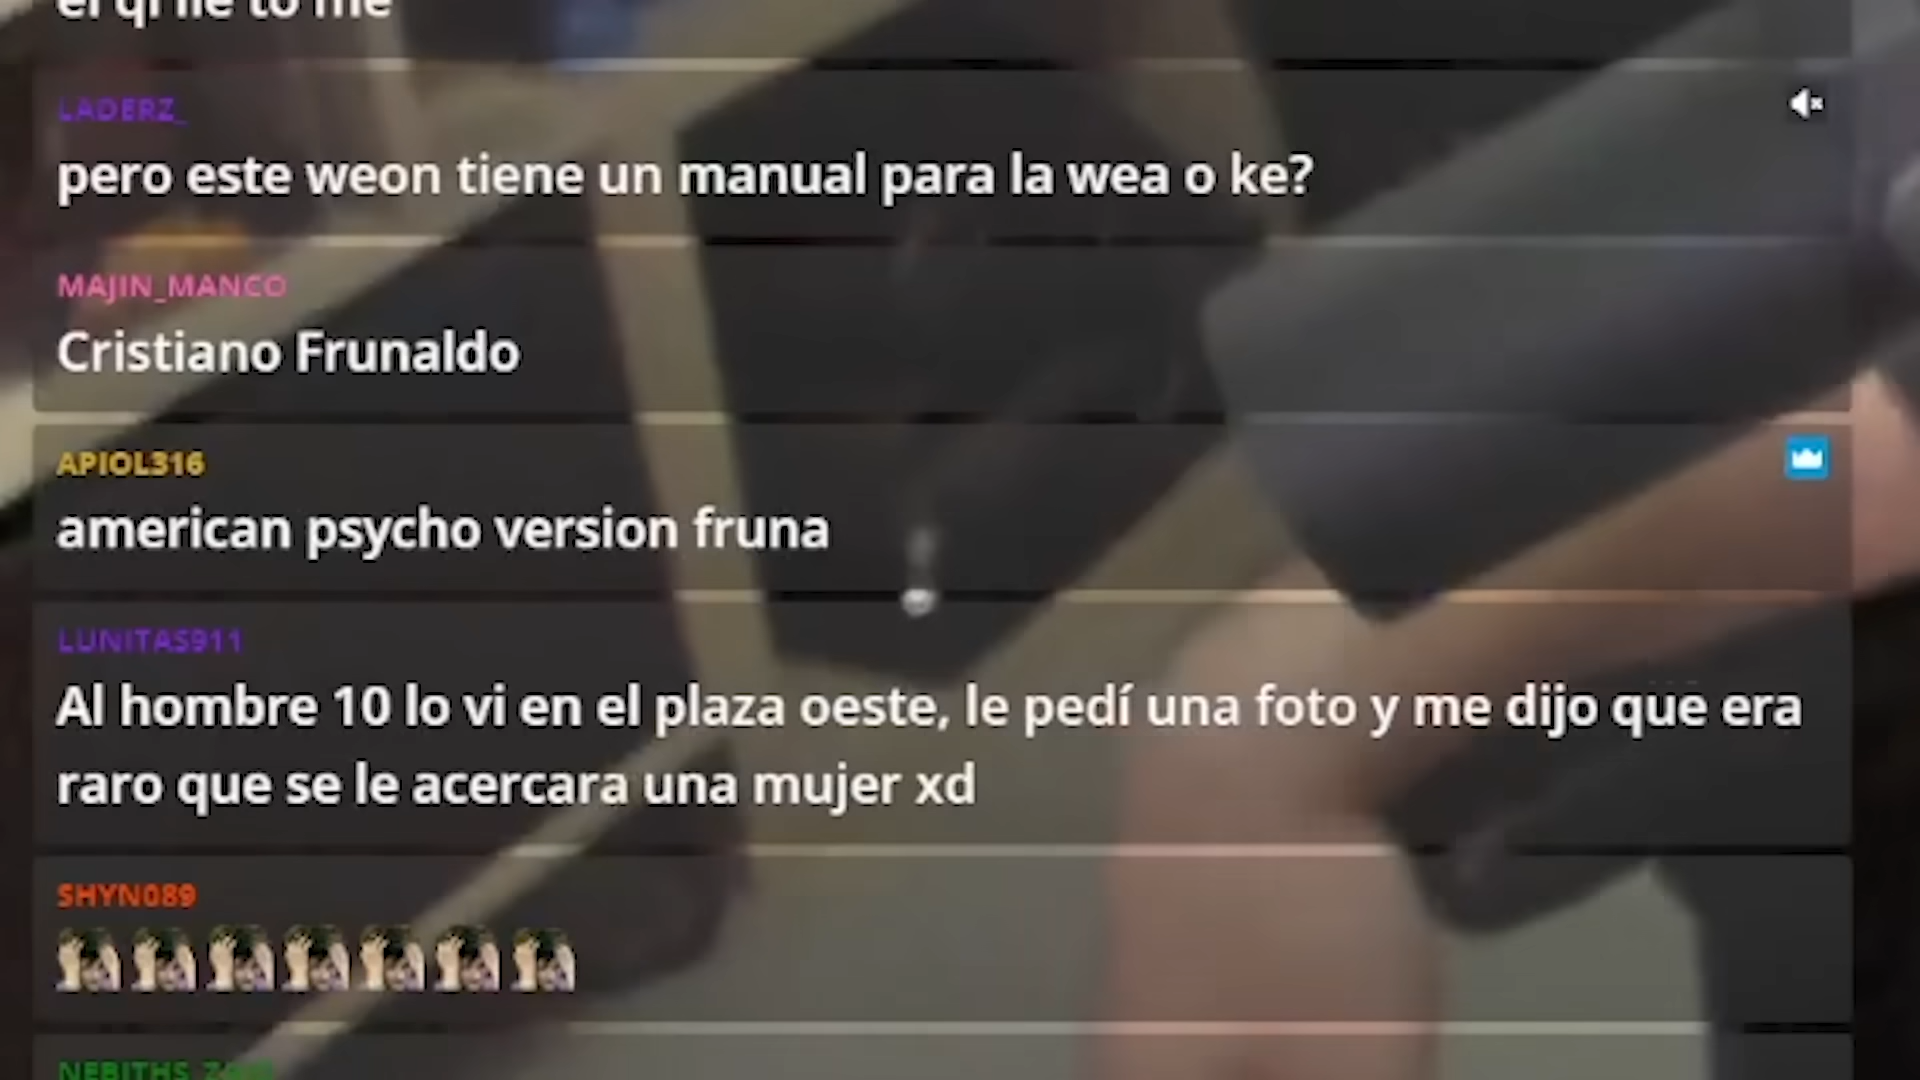 LADERZ_
pero este weon tiene un manual para la wea o ke?
MAJIN_MANCO
Cristiano Frunaldo
APIOL316
american psycho version fruna
LUNITAS911
Al hombre 10 lo vi en el plaza oeste, le pedí una foto y me dijo que era
raro que se le acercara una mujer xd
SHYN089